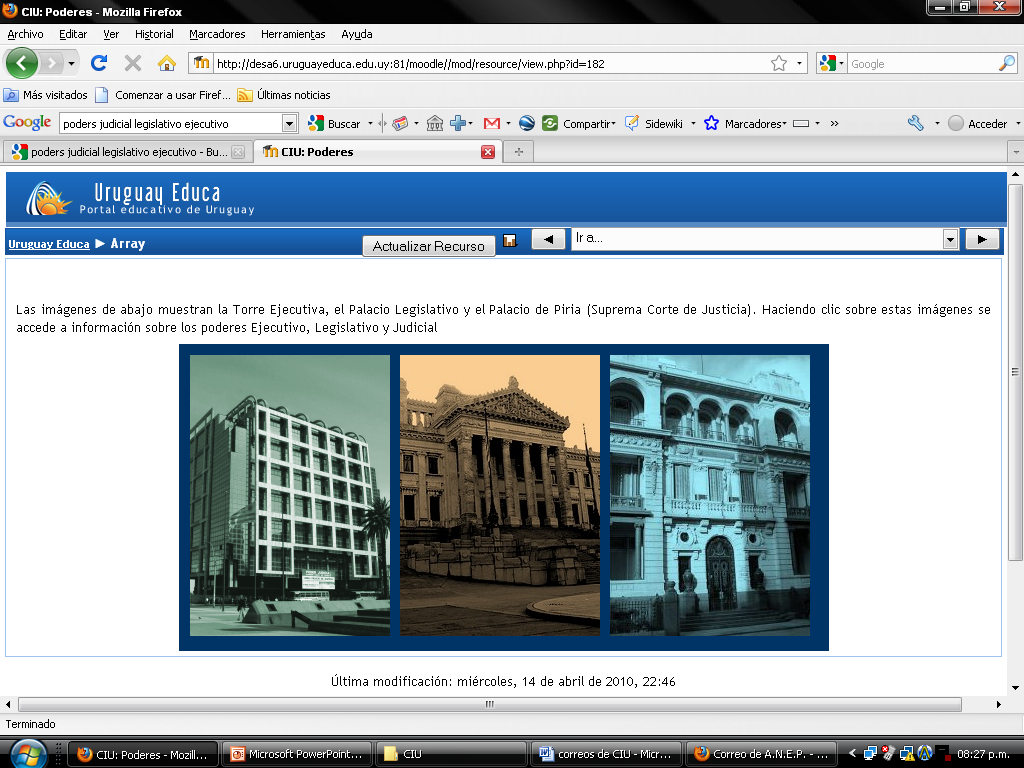 CIU: Poderes - Mozilla Firefox
Archivo Editar Ver Historial Marcadores Herramientas Ayuda
http://desa6.uruguayeduca.edu.uy:81/moodle//mod/resource/view.php?id=182
Google
Más visitados Comenzar a usar Firef... Últimas noticias
Google poders judicial legislativo ejecutivo Buscar Compartir Sidewiki Marcadores Acceder
poders judicial legislativo ejecutivo - Bu... CIU: Poderes
Uruguay Educa
Portal educativo de Uruguay
Uruguay Educa ► Array Actualizar Recurso Ir a...
Las imágenes de abajo muestran la Torre Ejecutiva, el Palacio Legislativo y el Palacio de Piria (Suprema Corte de Justicia). Haciendo clic sobre estas imágenes se
accede a información sobre los poderes Ejecutivo, Legislativo y Judicial
Última modificación: miércoles, 14 de abril de 2010, 22:46
Terminado
CIU: Poderes - Mozill... Microsoft PowerPoint... CIU correos de CIU - Micr... Correo de A.N.E.P. - ... 08:27 p.m.